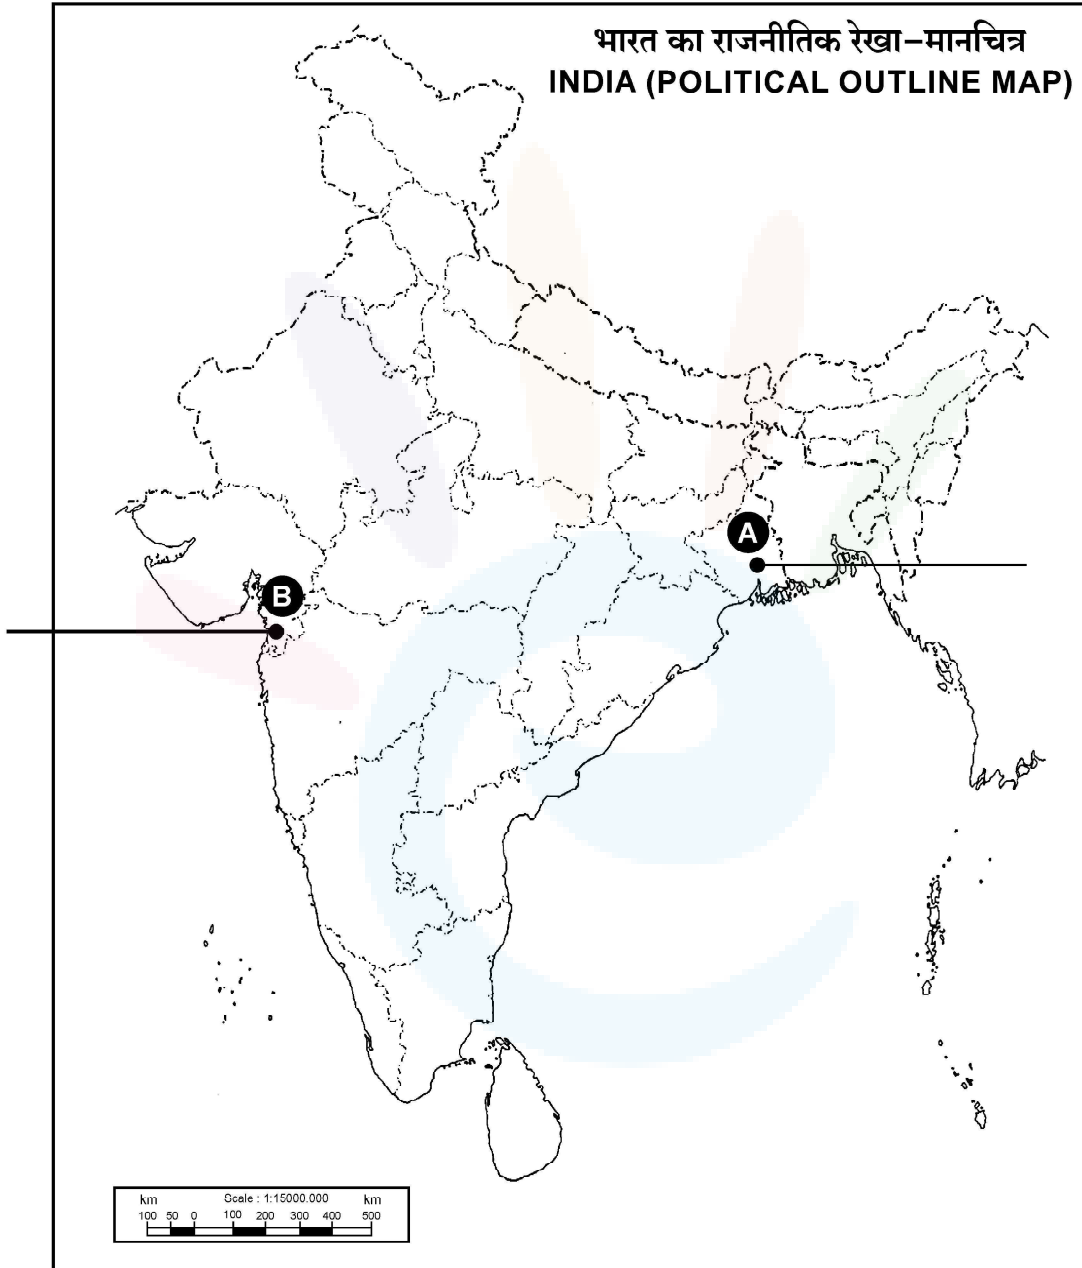 भारत का राजनीतिक रेखा–मानचित्र
INDIA (POLITICAL OUTLINE MAP)
A
B
km Scale : 1:15000.000 km
100 50 0 100 200 300 400 500